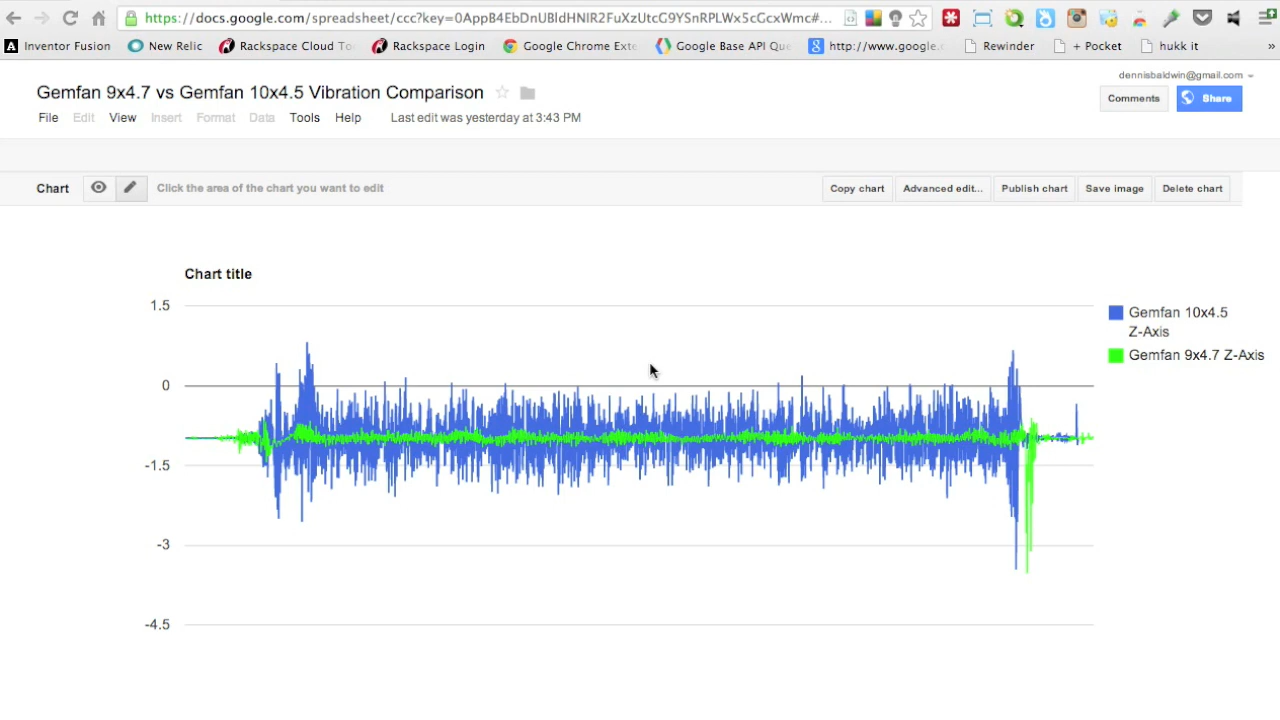 https://docs.google.com/spreadsheet/ccc?key=0AppB4EbDnUBldHNlR2FuXzUtcG9YSnRPLWx5cGcxWmc#...
Inventor Fusion New Relic Rackspace Cloud To Rackspace Login Google Chrome Exte Google Base API Que http://www.google. Rewinder + Pocket hukk it »
dennisbaldwin@gmail.com
Gemfan 9x4.7 vs Gemfan 10x4.5 Vibration Comparison
Comments Share
File Edit View Insert Format Data Tools Help Last edit was yesterday at 3:43 PM
Chart Click the area of the chart you want to edit Copy chart Advanced edit... Publish chart Save image Delete chart
Chart title
1.5
Gemfan 10x4.5
Z-Axis
Gemfan 9x4.7 Z-Axis
0
-1.5
-3
-4.5